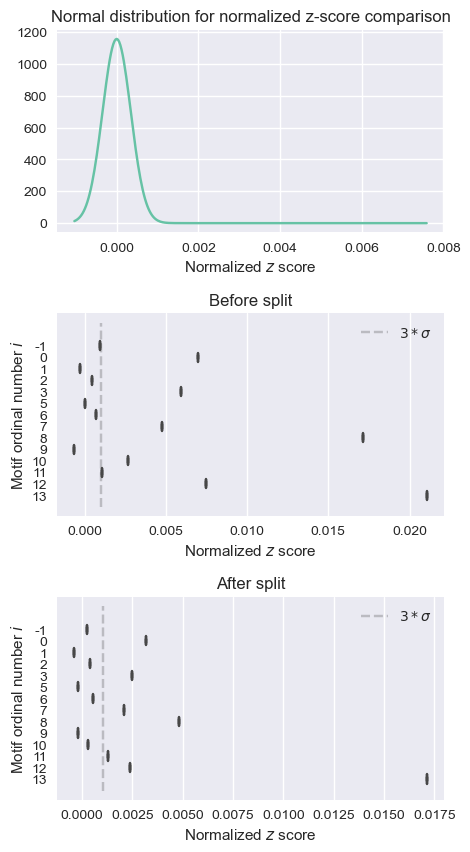 Normal distribution for normalized z-score comparison
1200
1000
800
600
400
200
0
0.000 0.002 0.004 0.006 0.008
Normalized z score
Before split
Motif ordinal number i
-1
0
1
2
3
5
6
7
8
9
10
11
12
13
3 * σ
0.000 0.005 0.010 0.015 0.020
Normalized z score
After split
Motif ordinal number i
-1
0
1
2
3
5
6
7
8
9
10
11
12
13
3 * σ
0.0000 0.0025 0.0050 0.0075 0.0100 0.0125 0.0150 0.0175
Normalized z score